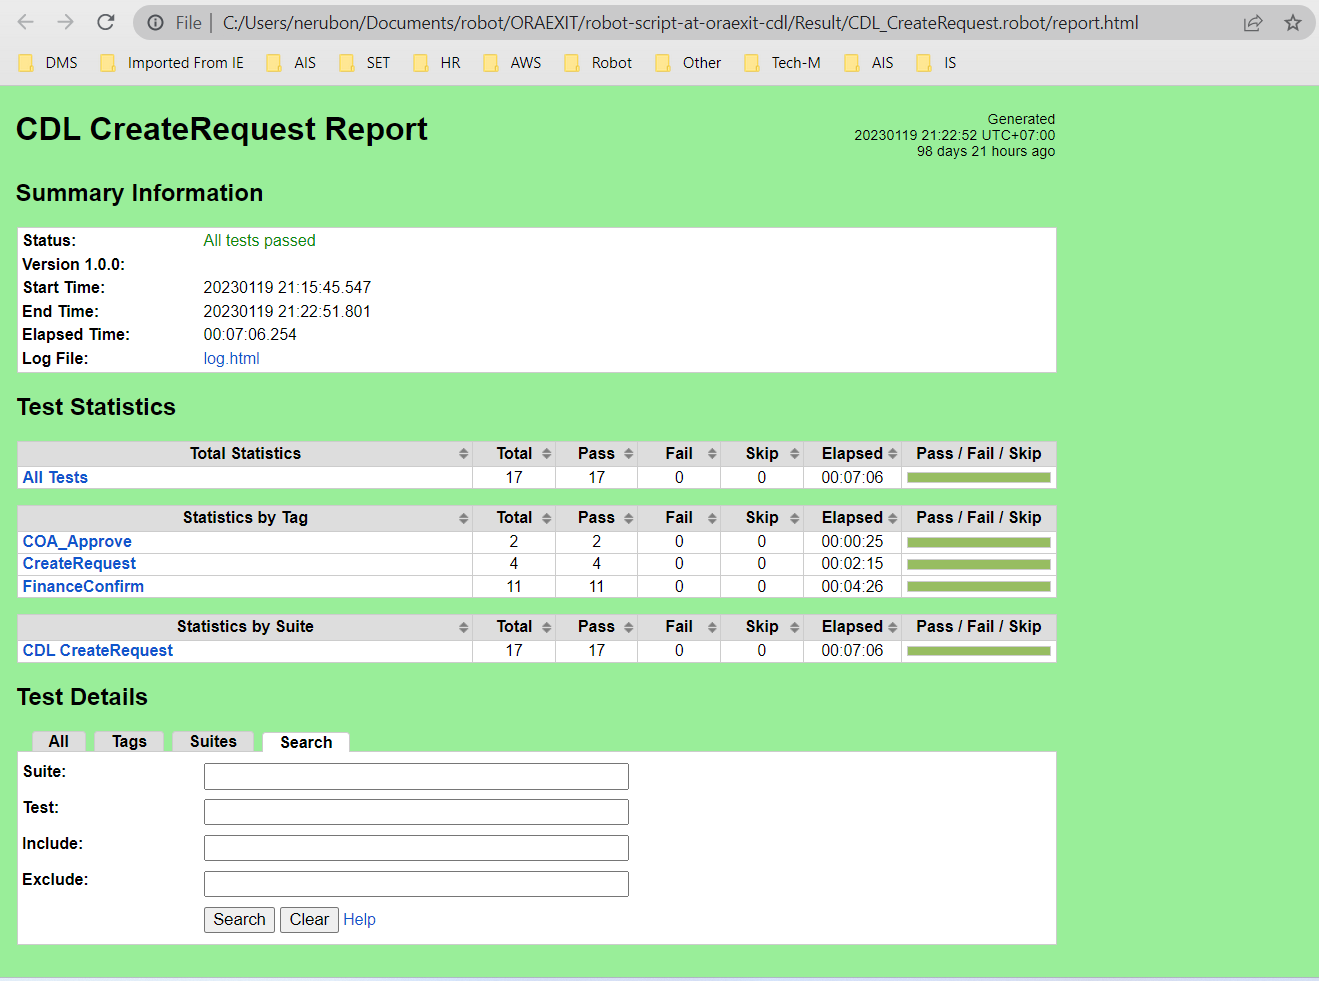 File | C:/Users/nerubon/Documents/robot/ORAEXIT/robot-script-at-oraexit-cdl/Result/CDL_CreateRequest.robot/report.html
DMS Imported From IE AIS SET HR AWS Robot Other Tech-M AIS IS
CDL CreateRequest Report
Generated
20230119 21:22:52 UTC+07:00
98 days 21 hours ago
Summary Information
Status: All tests passed
Version 1.0.0:
Start Time: 20230119 21:15:45.547
End Time: 20230119 21:22:51.801
Elapsed Time: 00:07:06.254
Log File: log.html
Test Statistics
Total Statistics Total Pass Fail Skip Elapsed Pass / Fail / Skip
All Tests 17 17 0 0 00:07:06
Statistics by Tag Total Pass Fail Skip Elapsed Pass / Fail / Skip
COA_Approve 2 2 0 0 00:00:25
CreateRequest 4 4 0 0 00:02:15
FinanceConfirm 11 11 0 0 00:04:26
Statistics by Suite Total Pass Fail Skip Elapsed Pass / Fail / Skip
CDL CreateRequest 17 17 0 0 00:07:06
Test Details
All Tags Suites Search
Suite:
Test:
Include:
Exclude:
Search Clear Help